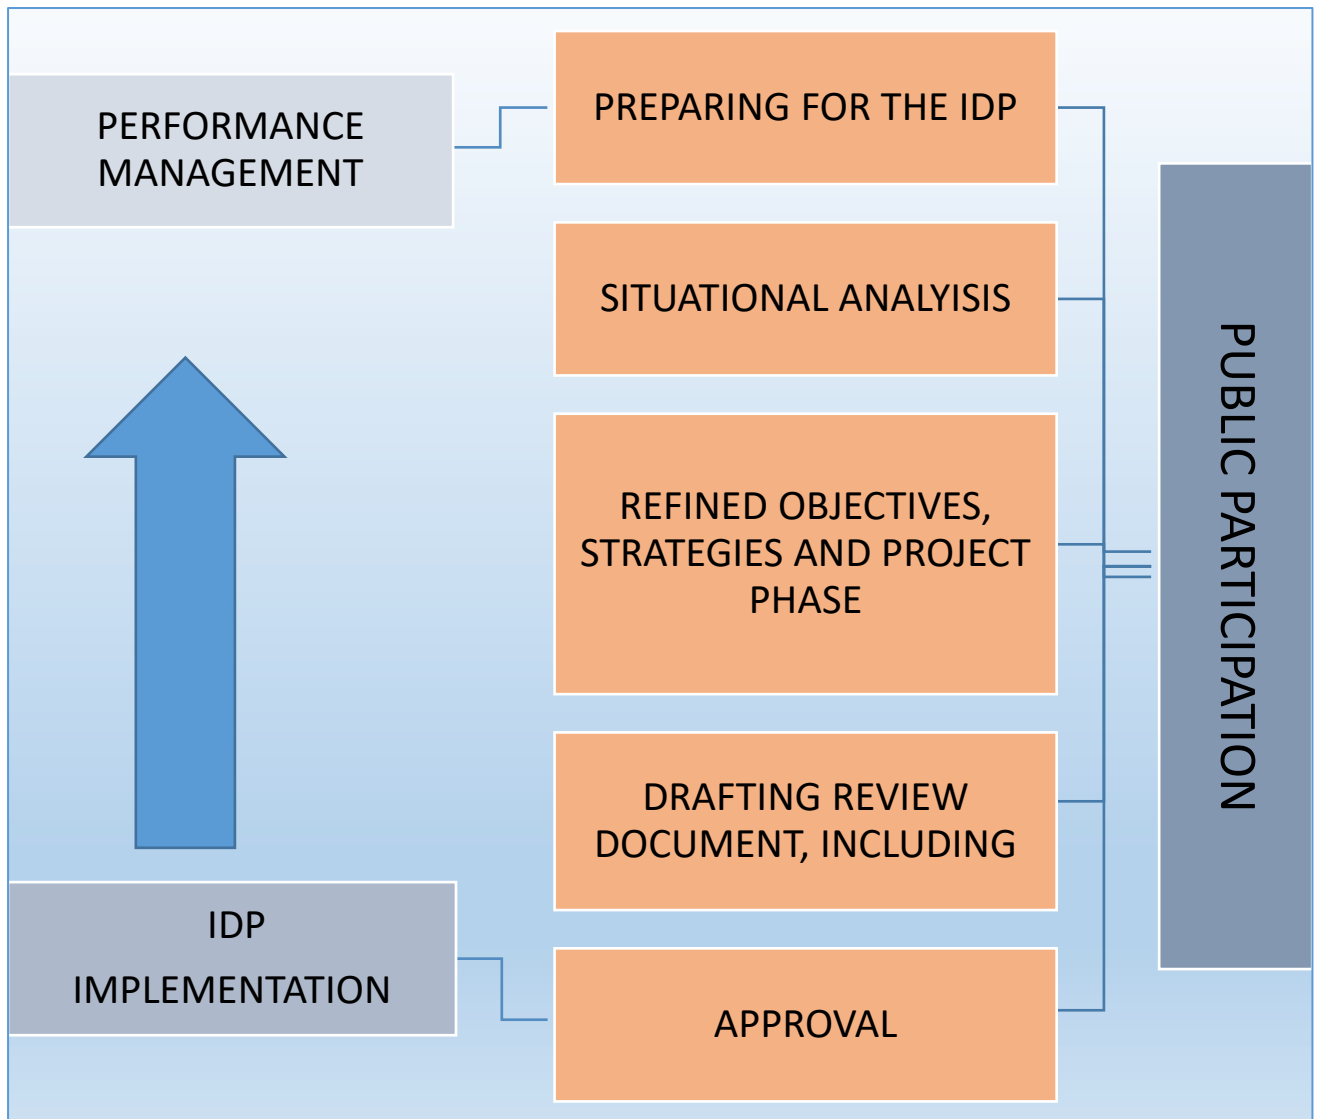 PERFORMANCE
MANAGEMENT
PREPARING FOR THE IDP
SITUATIONAL ANALYISIS
REFINED OBJECTIVES,
STRATEGIES AND PROJECT
PHASE
DRAFTING REVIEW
DOCUMENT, INCLUDING
IDP
IMPLEMENTATION
APPROVAL
PUBLIC PARTICIPATION